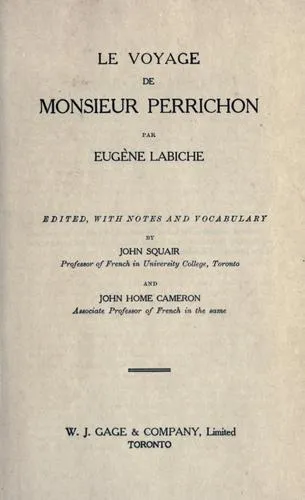 LE VOYAGE
DE
MONSIEUR PERRICHON
PAR
EUGÈNE LABICHE
EDITED, WITH NOTES AND VOCABULARY
BY
JOHN SQUAIR
Professor of French in University College, Toronto
AND
JOHN HOME CAMERON
Associate Professor of French in the same
W. J. GAGE & COMPANY, Limited
TORONTO